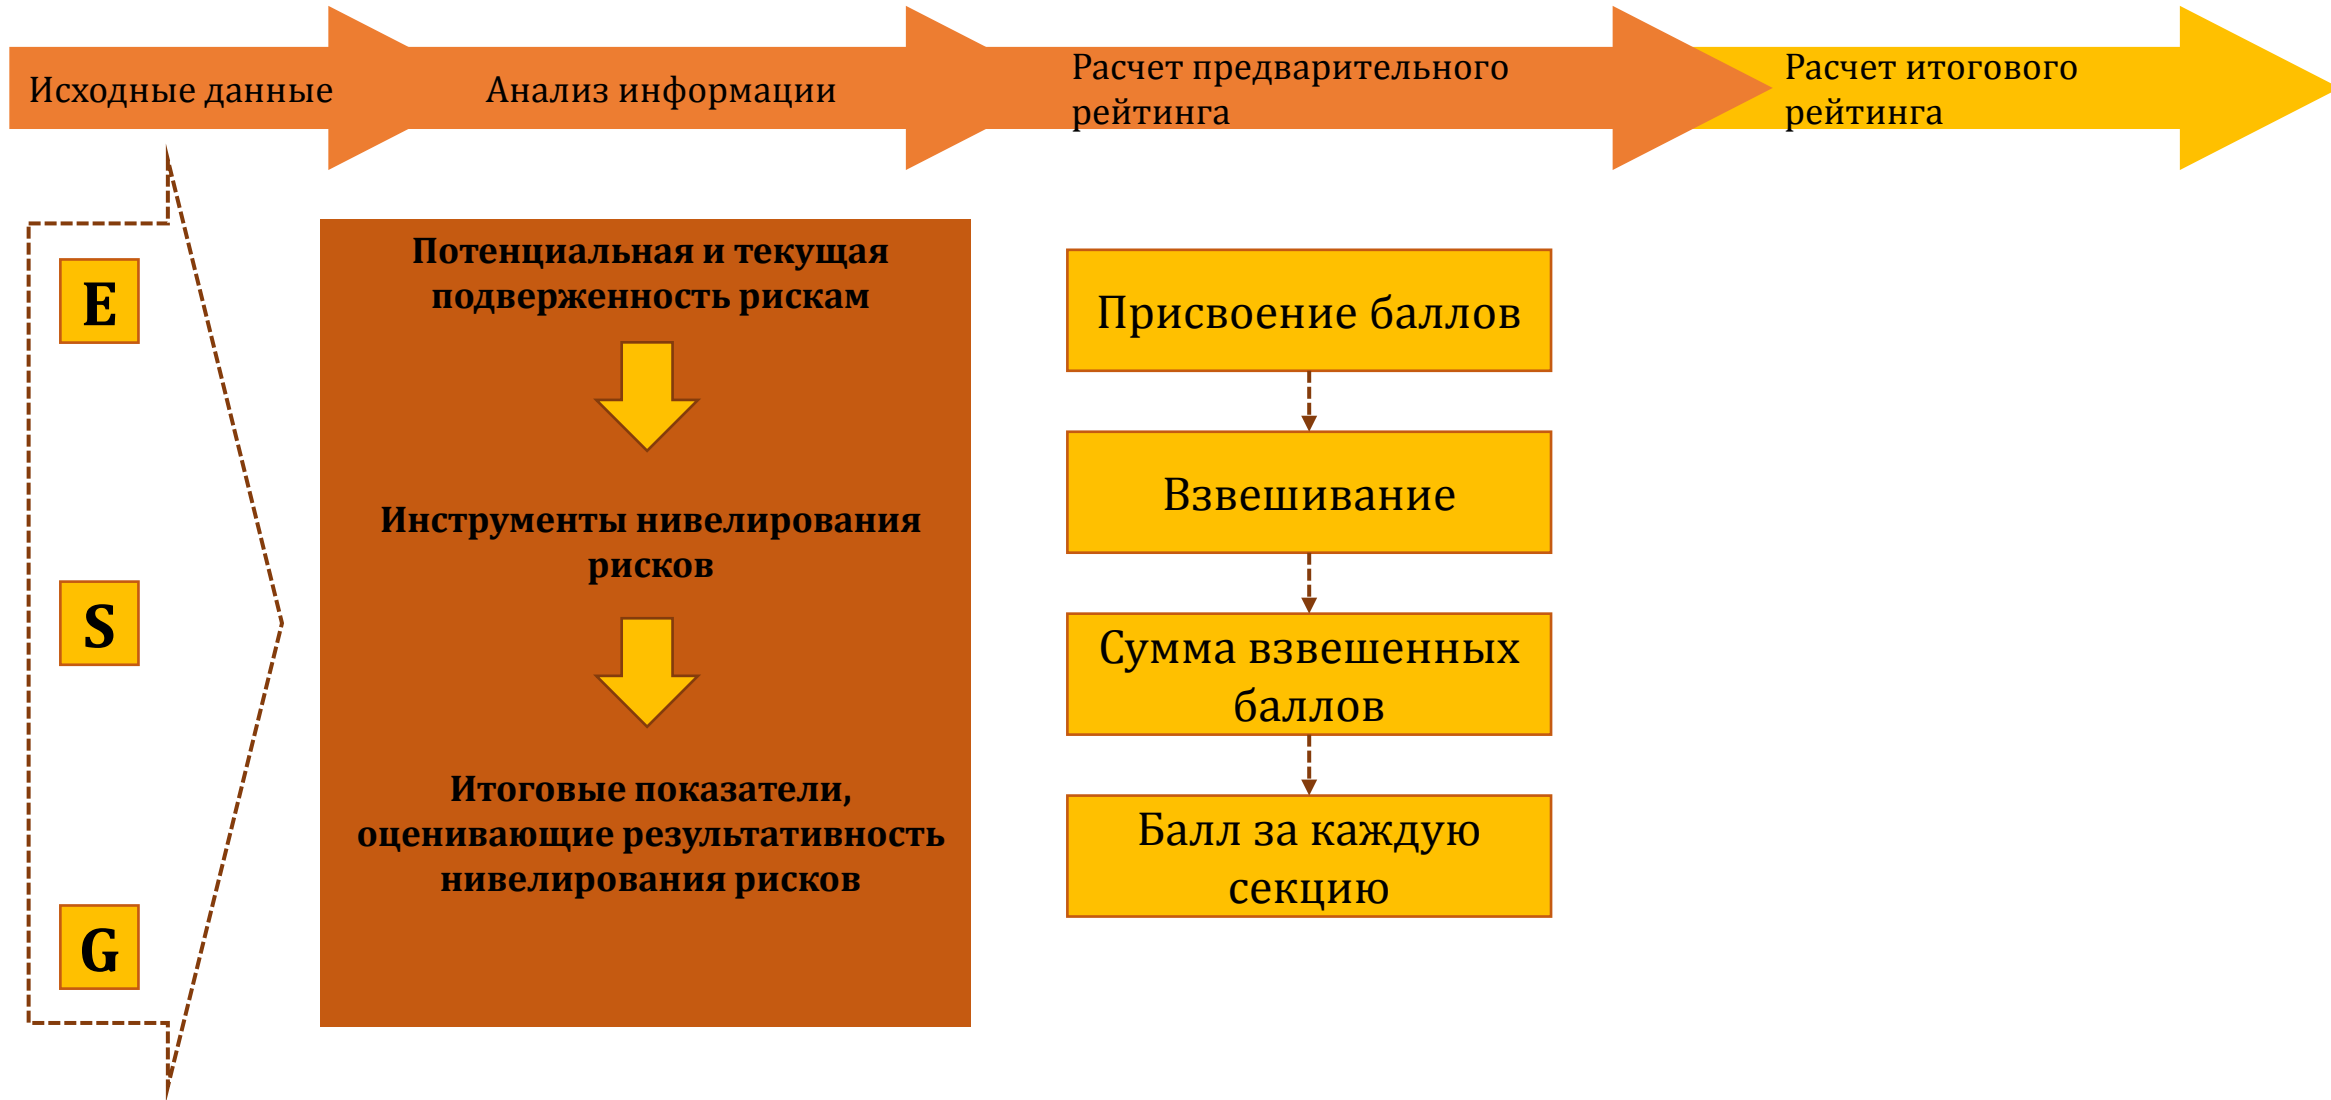 Исходные данные
Анализ информации
Расчет предварительного
рейтинга
Расчет итогового
рейтинга
E
S
G
Потенциальная и текущая
подверженность рискам
Инструменты нивелирования
рисков
Итоговые показатели,
оценивающие результативность
нивелирования рисков
Присвоение баллов
Взвешивание
Сумма взвешенных
баллов
Балл за каждую
секцию